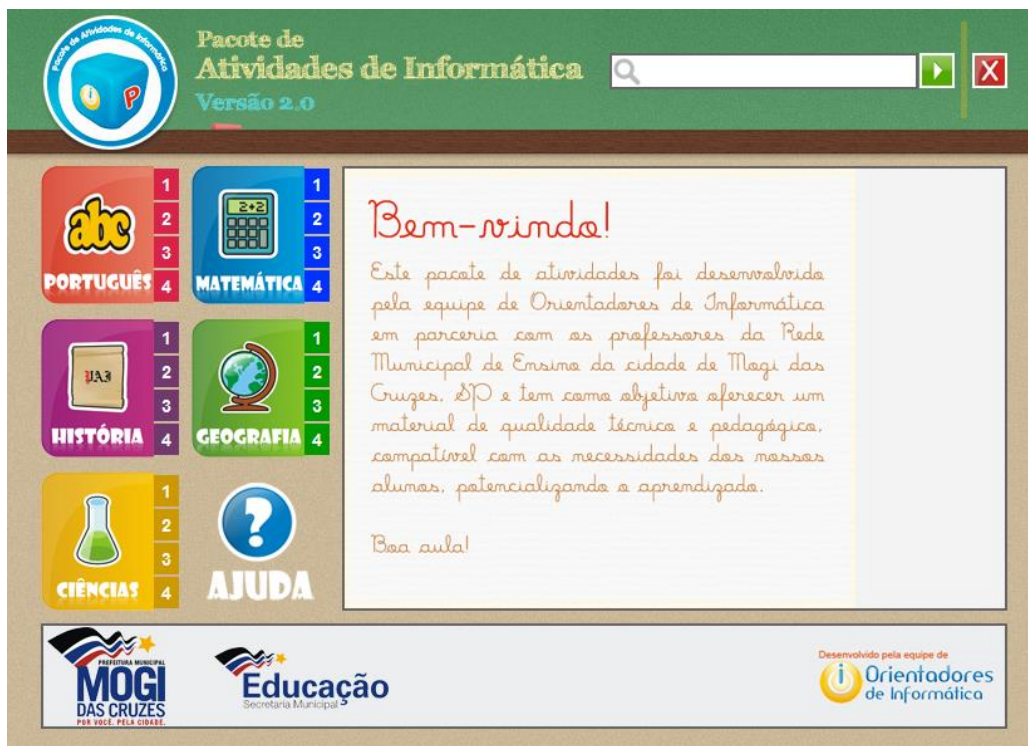 Pacote de Atividades de Informática
Pacote de
Atividades de Informática
Versão 2.0
abc
PORTUGUÊS
1
2
3
4
2+2
MATEMÁTICA
1
2
3
4
HISTÓRIA
1
2
3
4
GEOGRAFIA
1
2
3
4
CIÊNCIAS
1
2
3
4
?
AJUDA
Bem-vindo!
Este pacote de atividades foi desenvolvido
pela equipe de Orientadores de Informática
em parceria com os professores da Rede
Municipal de Ensino da cidade de Mogi das
Cruzes, SP e tem como objetivo oferecer um
material de qualidade técnico e pedagógico,
compatível com as necessidades dos nossos
alunos, potencializando o aprendizado.
Boa aula!
PREFEITURA MUNICIPAL
MOGI
DAS CRUZES
POR VOCÊ. PELA CIDADE.
Educação
Secretaria Municipal
Desenvolvido pela equipe de
Orientadores
de Informática